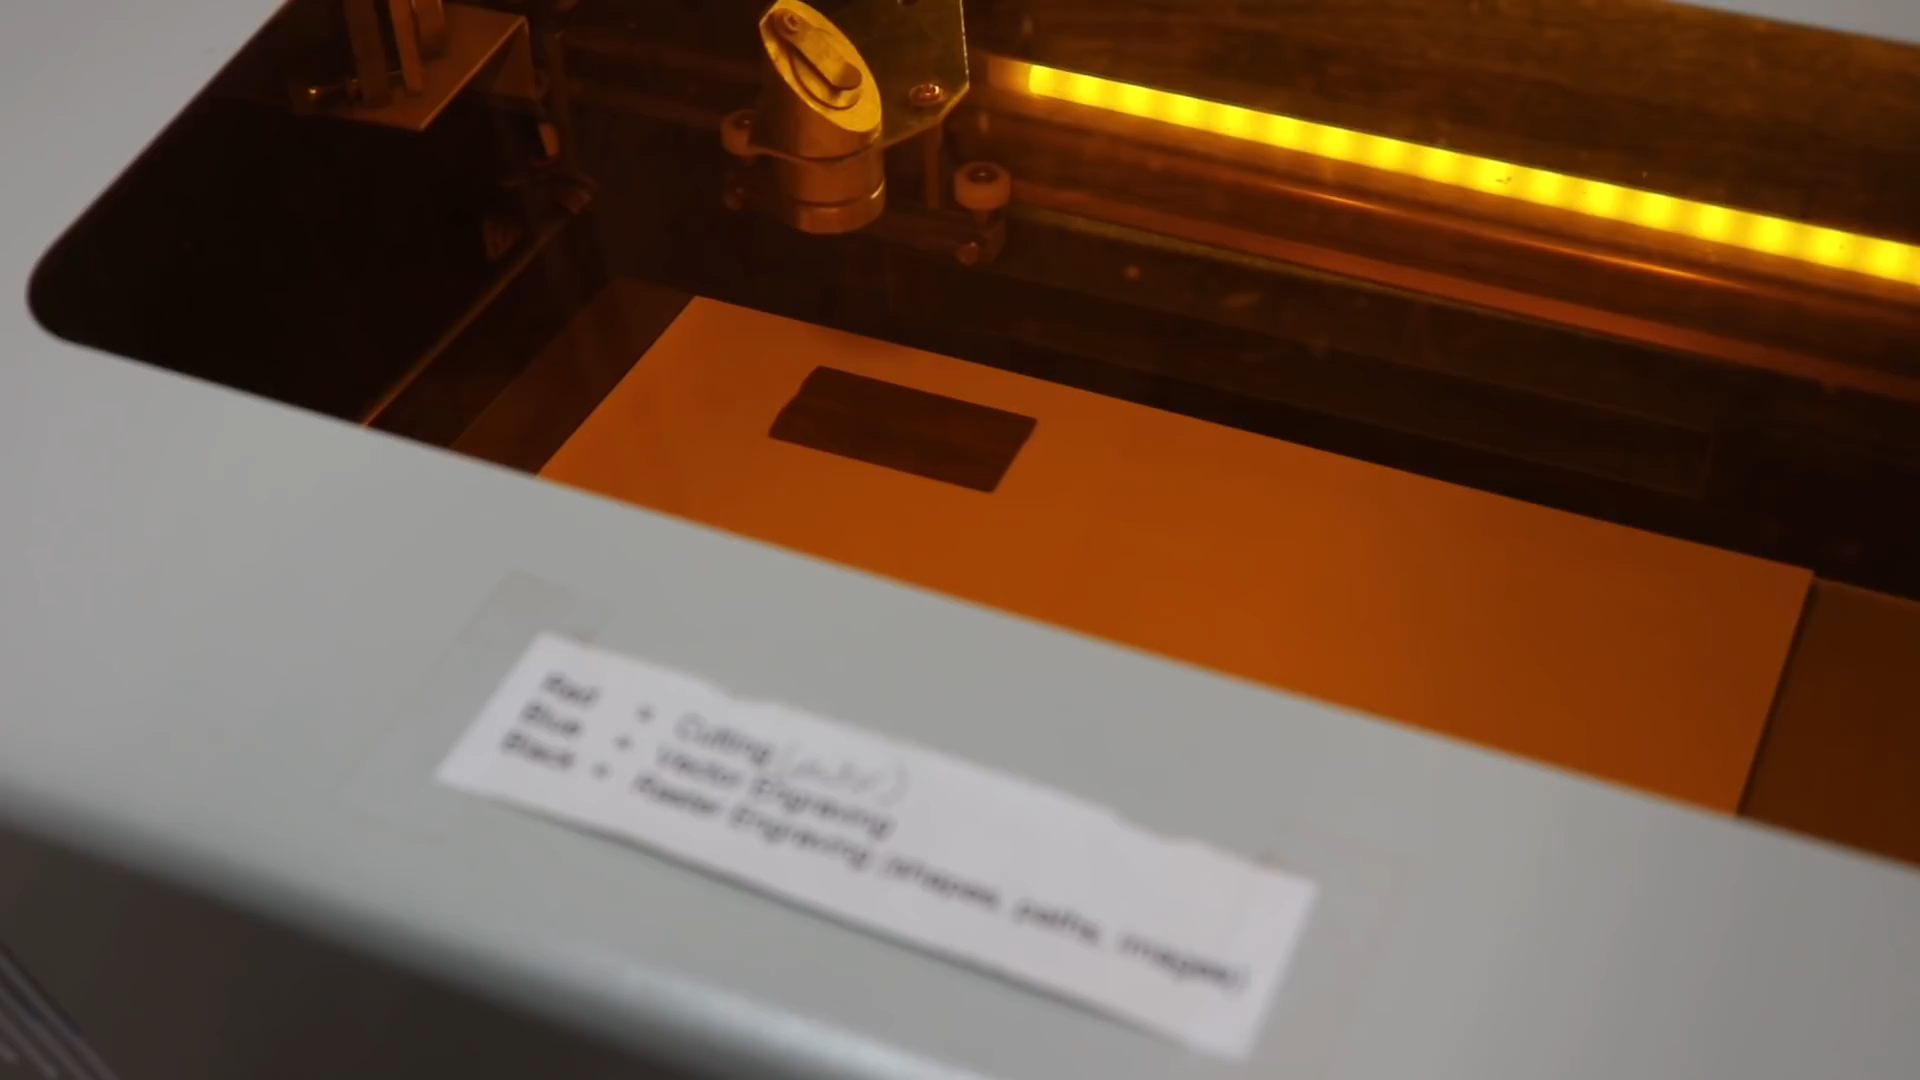 Red = Cutting
Blue = Vector Engraving
Black = Raster Engraving (shapes, paths, images)